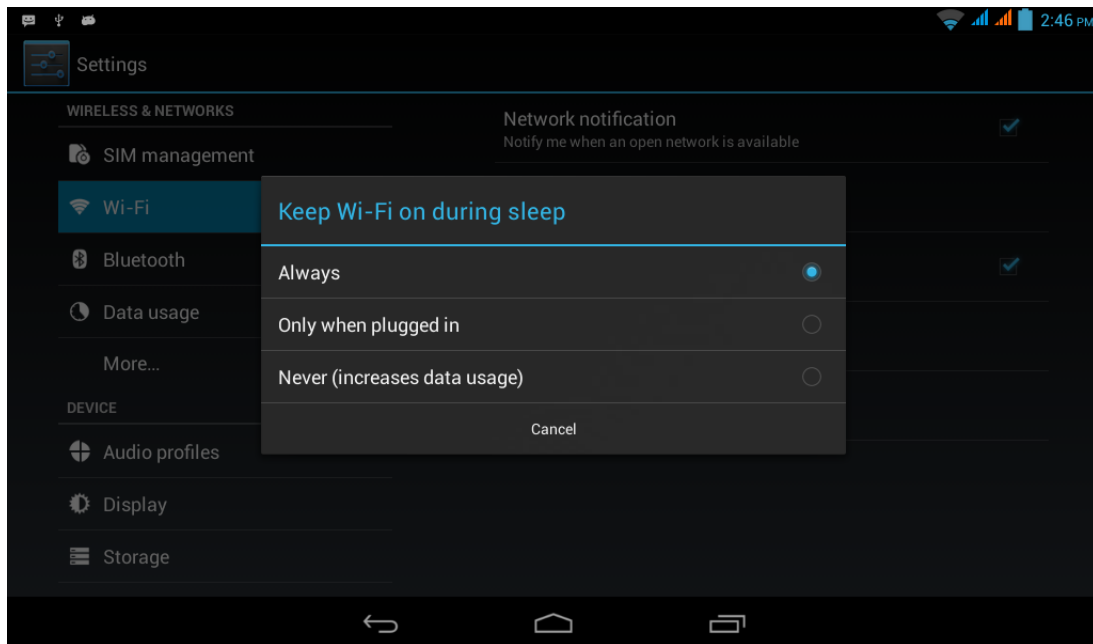 2:46 PM
Settings
WIRELESS & NETWORKS
SIM management
Wi-Fi
Bluetooth
Data usage
More...
DEVICE
Audio profiles
Display
Storage
Network notification
Notify me when an open network is available
Keep Wi-Fi on during sleep
Always
Only when plugged in
Never (increases data usage)
Cancel